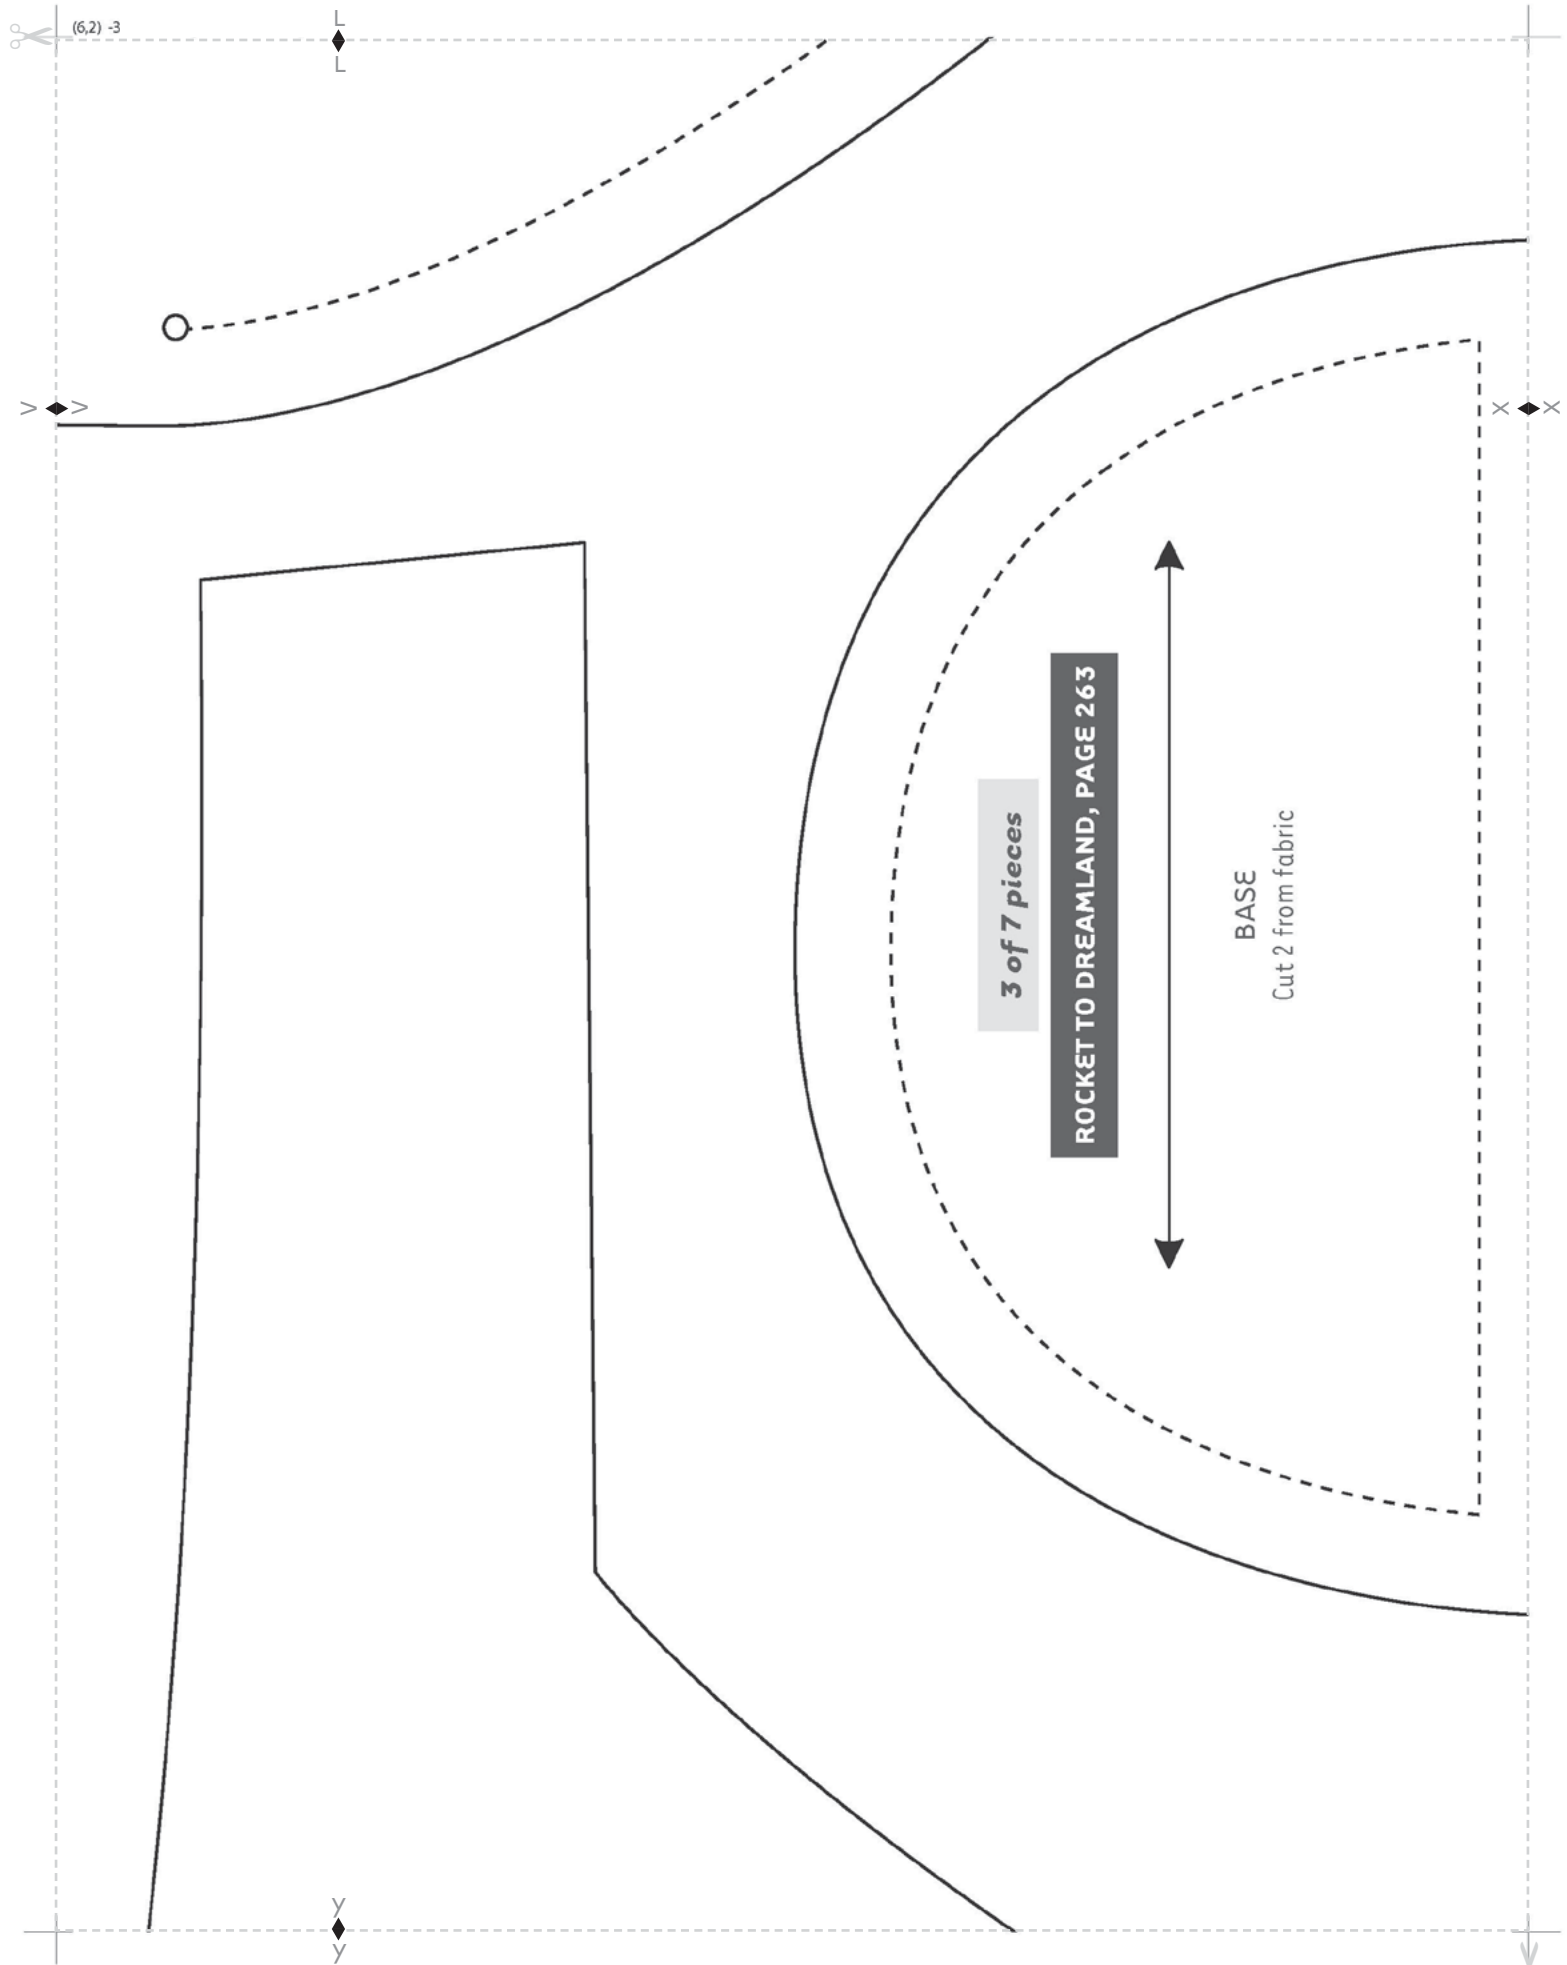 (6,2) -3
L
L
> >
X X
3 of 7 pieces
ROCKET TO DREAMLAND, PAGE 263
BASE
Cut 2 from fabric
y
y